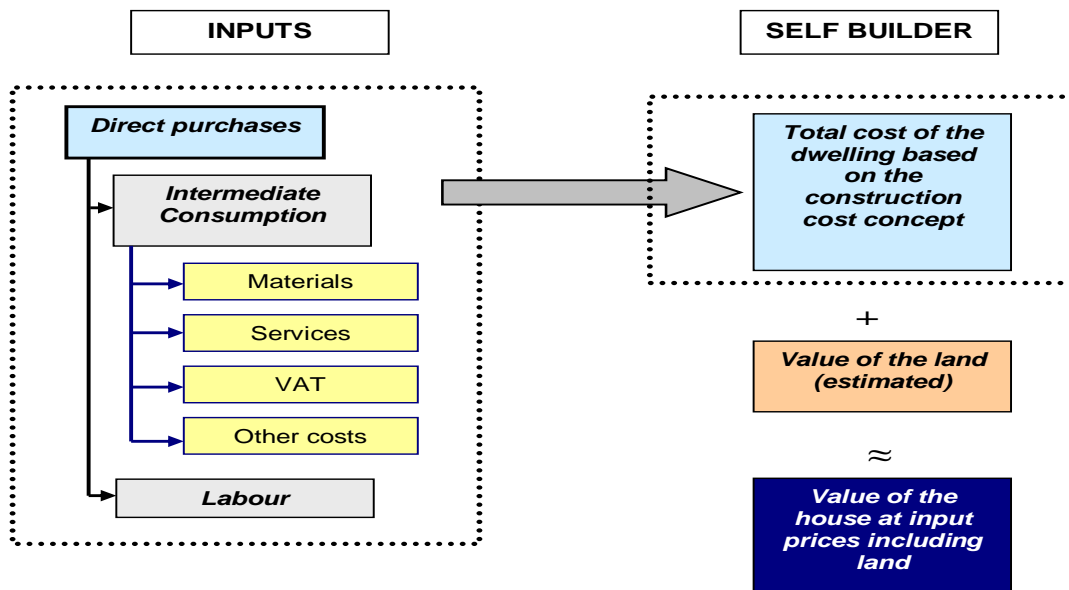 INPUTS
Direct purchases
Intermediate
Consumption
Materials
Services
VAT
Other costs
Labour
SELF BUILDER
Total cost of the
dwelling based
on the
construction
cost concept
+
Value of the land
(estimated)
≈
Value of the
house at input
prices including
land